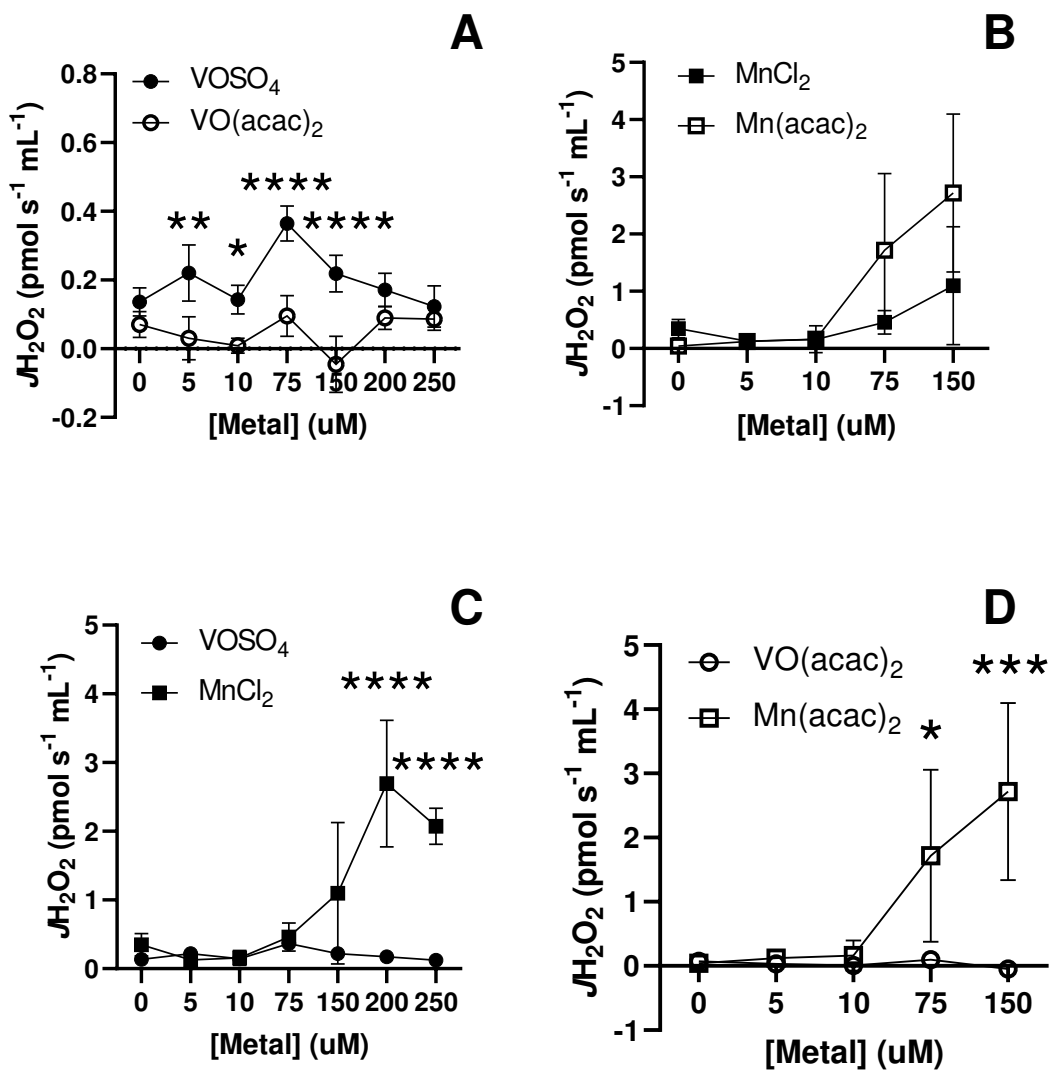 A
VOSO₄
VO(acac)₂
0.8
0.6
0.4
0.2
0.0
-0.2
JH₂O₂ (pmol s⁻¹ mL⁻¹)
**
*
****
****
0 5 10 75 150 200 250
[Metal] (uM)
B
MnCl₂
Mn(acac)₂
5
4
3
2
1
0
-1
JH₂O₂ (pmol s⁻¹ mL⁻¹)
0 5 10 75 150
[Metal] (uM)
C
VOSO₄
MnCl₂
5
4
3
2
1
0
JH₂O₂ (pmol s⁻¹ mL⁻¹)
****
****
0 5 10 75 150 200 250
[Metal] (uM)
D
VO(acac)₂
Mn(acac)₂
5
4
3
2
1
0
-1
JH₂O₂ (pmol s⁻¹ mL⁻¹)
***
*
0 5 10 75 150
[Metal] (uM)